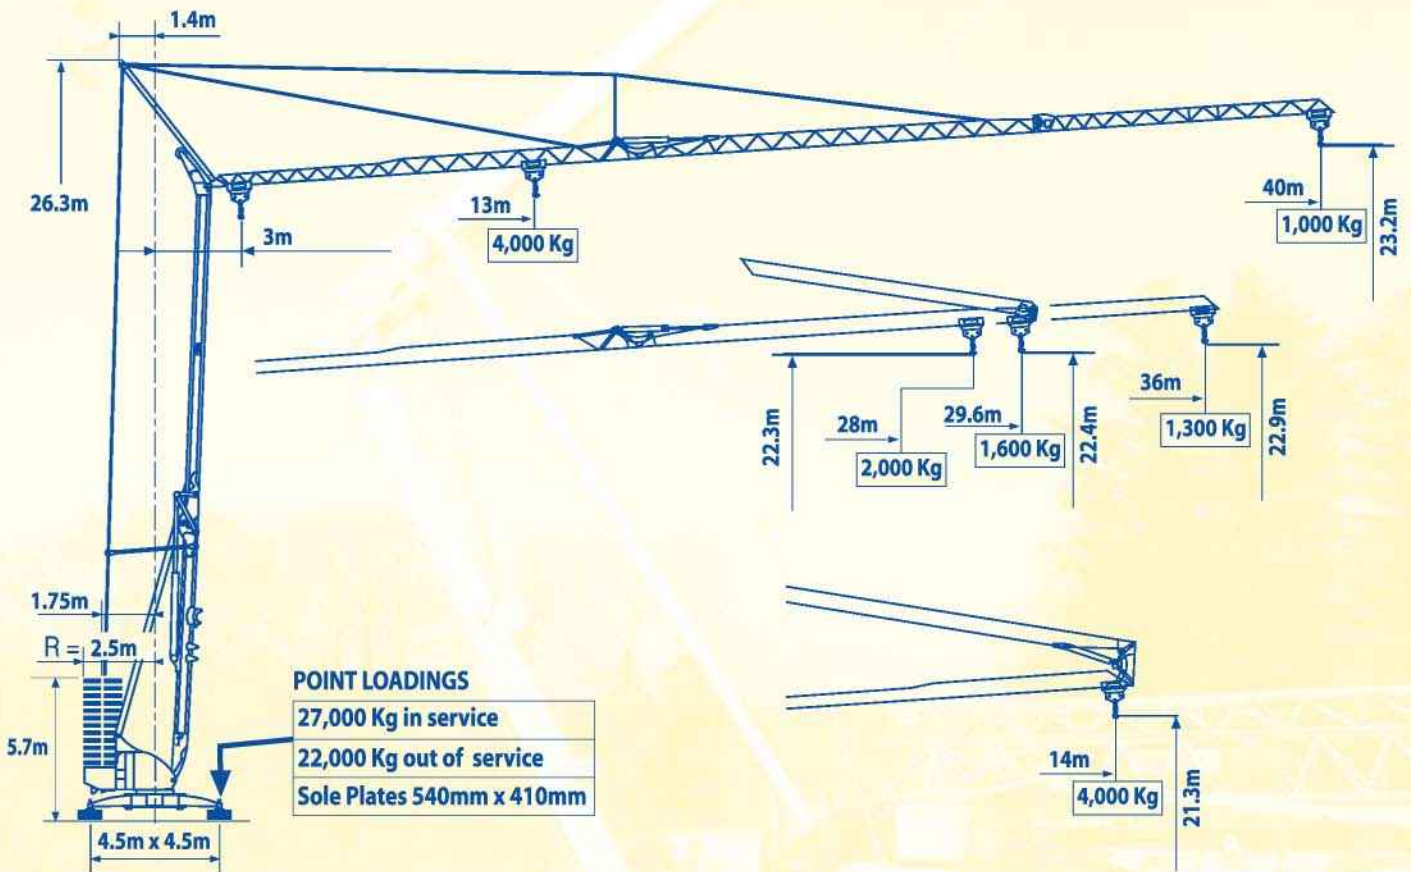 1.4m
26.3m
3m
13m
4,000 Kg
40m
1,000 Kg
23.2m
22.3m
28m
2,000 Kg
29.6m
1,600 Kg
22.4m
36m
1,300 Kg
22.9m
1.75m
R = 2.5m
5.7m
4.5m x 4.5m
POINT LOADINGS
27,000 Kg in service
22,000 Kg out of service
Sole Plates 540mm x 410mm
14m
4,000 Kg
21.3m